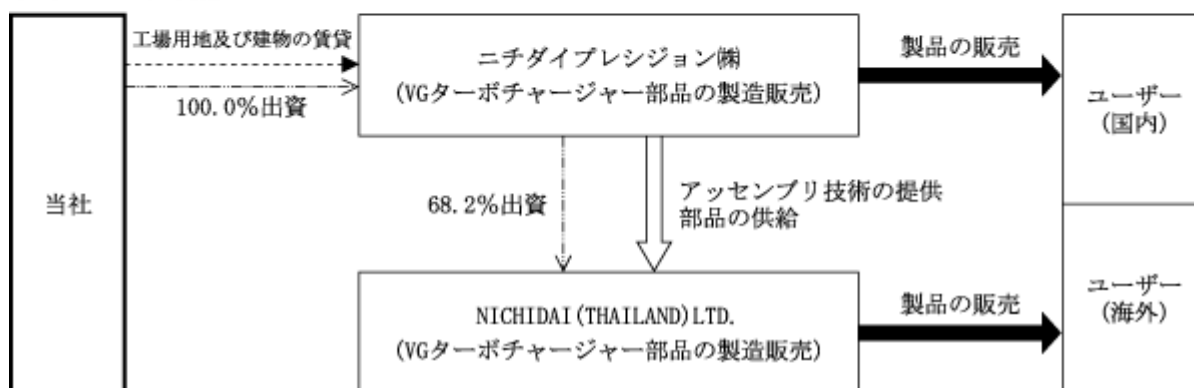 工場用地及び建物の賃貸
100.0%出資
当社
ニチダイプレシジョン㈱
(VGターボチャージャー部品の製造販売)
製品の販売
ユーザー
(国内)
68.2%出資
アッセンブリ技術の提供
部品の供給
NICHIDAI(THAILAND)LTD.
(VGターボチャージャー部品の製造販売)
製品の販売
ユーザー
(海外)